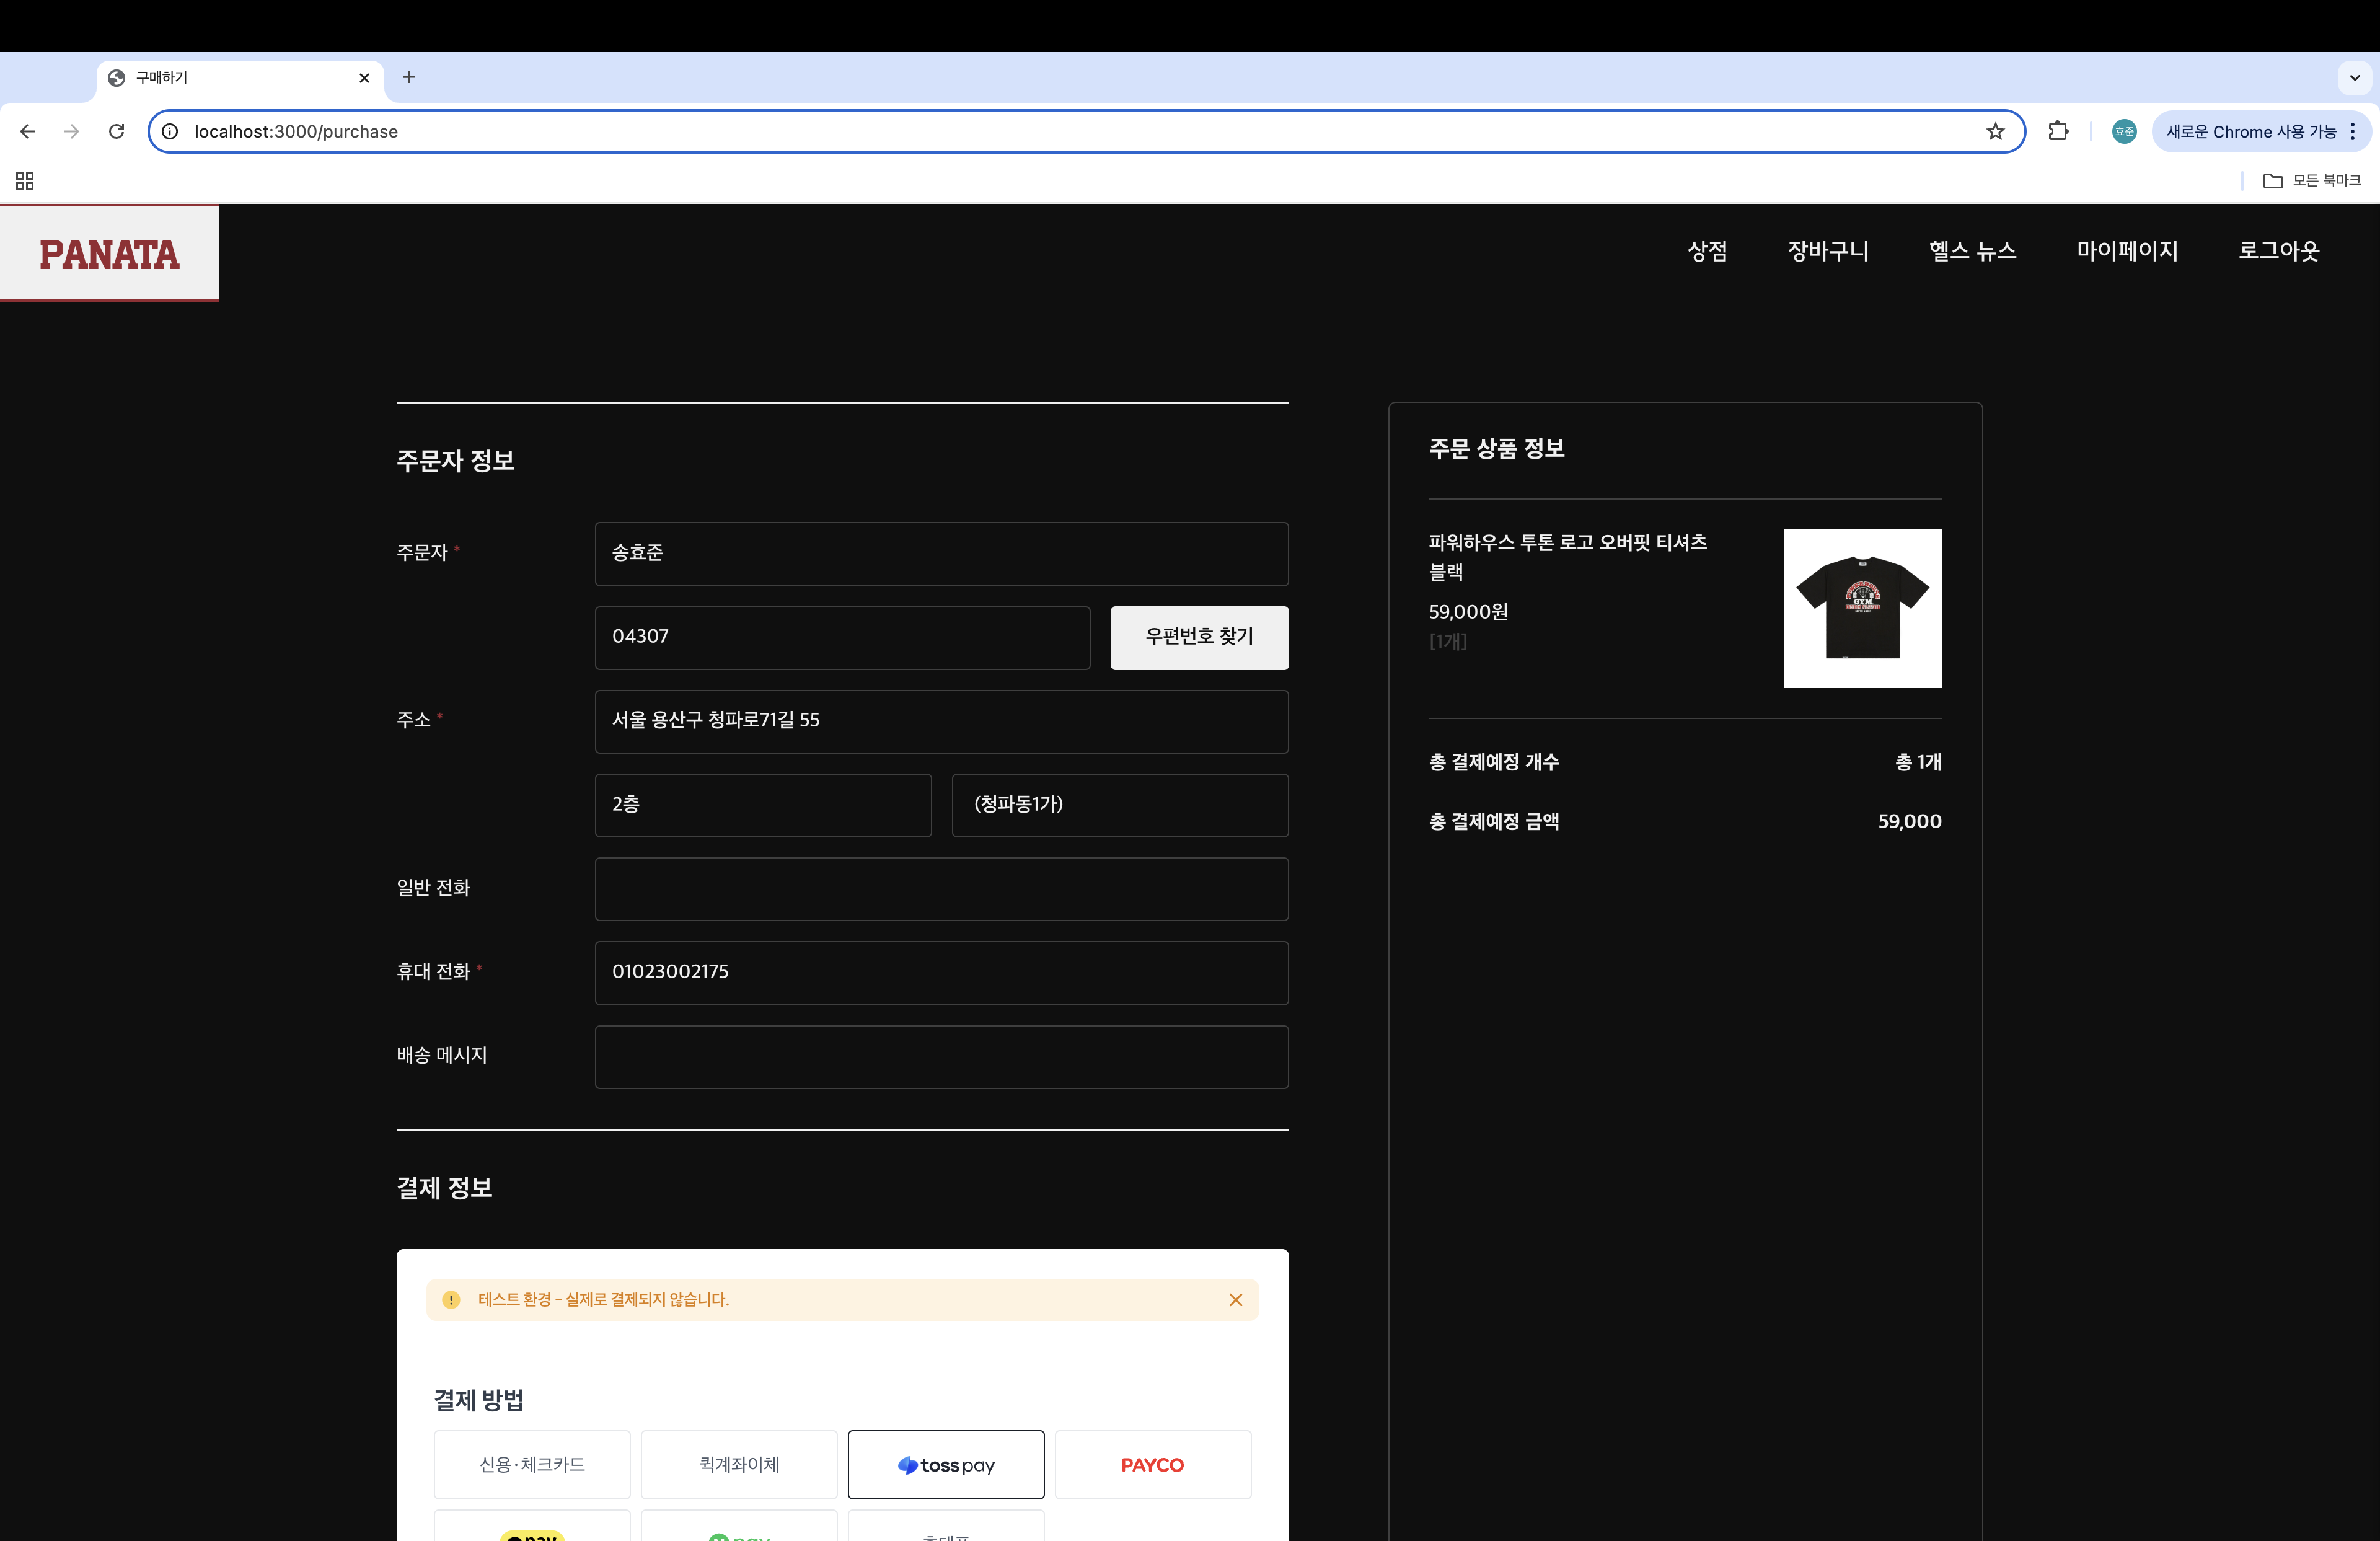 구매하기
localhost:3000/purchase
효준
새로운 Chrome 사용 가능
모든 북마크
PANATA
상점
장바구니
헬스 뉴스
마이페이지
로그아웃
주문자 정보
주문자 *
송효준
04307
우편번호 찾기
주소 *
서울 용산구 청파로71길 55
2층
(청파동1가)
일반 전화
휴대 전화 *
01023002175
배송 메시지
주문 상품 정보
파워하우스 투톤 로고 오버핏 티셔츠
블랙
59,000원
[1개]
GYM
총 결제예정 개수
총 1개
총 결제예정 금액
59,000
결제 정보
테스트 환경 - 실제로 결제되지 않습니다.
결제 방법
신용·체크카드
퀵계좌이체
toss pay
PAYCO
pay
pay